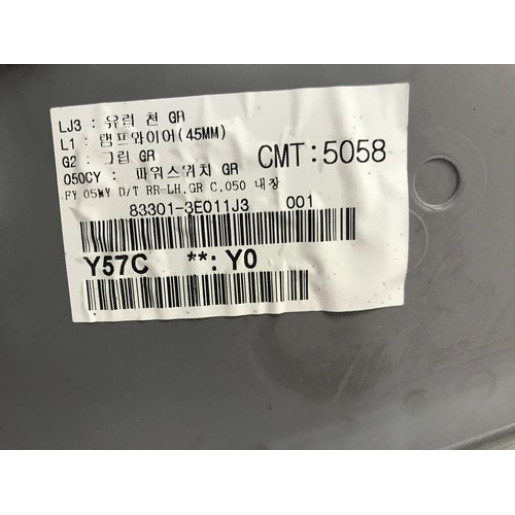 LJ3 : 유럽 천 GR
L1 : 램프와이어(45MM)
G2 : 그립 GR
050CY : 파워스위치 GR
CMT:5058
FY 05MY D/T RR-LH,GR C,050 내장
83301-3E011J3 001
Y57C **: Y0